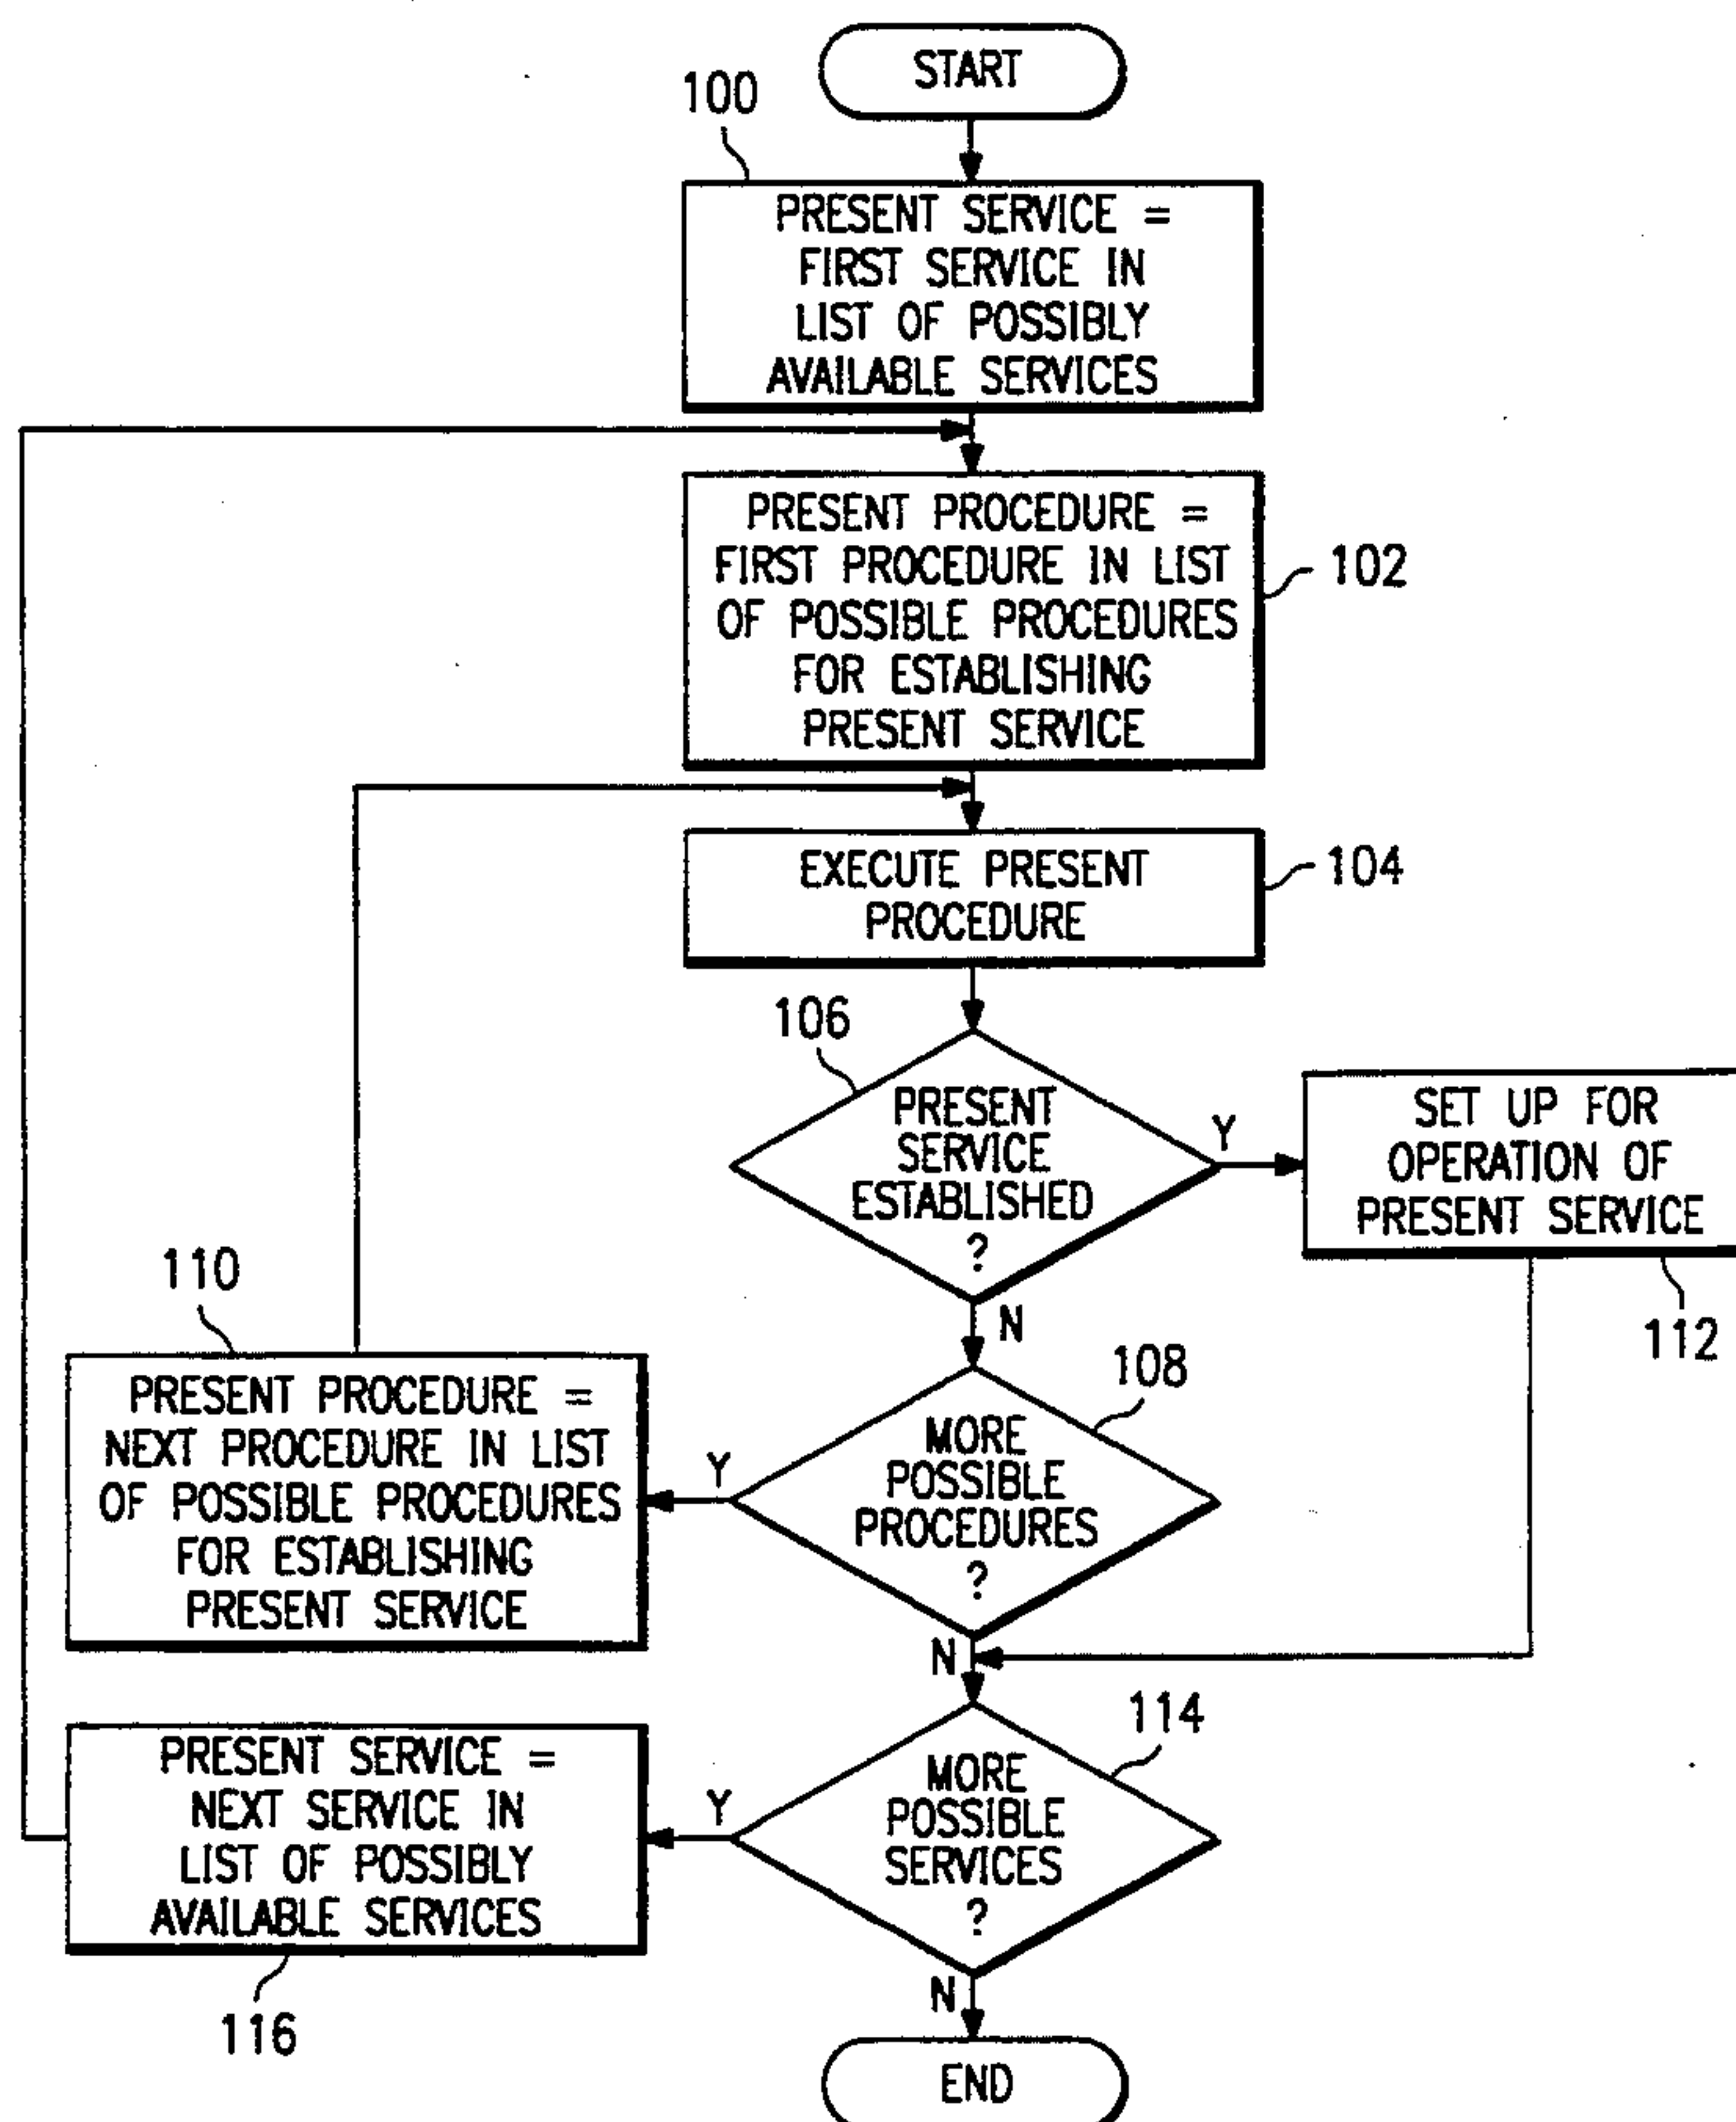 START
100
PRESENT SERVICE =
FIRST SERVICE IN
LIST OF POSSIBLY
AVAILABLE SERVICES
PRESENT PROCEDURE =
FIRST PROCEDURE IN LIST
OF POSSIBLE PROCEDURES
FOR ESTABLISHING
PRESENT SERVICE
102
EXECUTE PRESENT
PROCEDURE
104
106
PRESENT
SERVICE
ESTABLISHED
?
Y
SET UP FOR
OPERATION OF
PRESENT SERVICE
112
N
110
PRESENT PROCEDURE =
NEXT PROCEDURE IN LIST
OF POSSIBLE PROCEDURES
FOR ESTABLISHING
PRESENT SERVICE
Y
108
MORE
POSSIBLE
PROCEDURES
?
N
PRESENT SERVICE =
NEXT SERVICE IN
LIST OF POSSIBLY
AVAILABLE SERVICES
116
Y
114
MORE
POSSIBLE
SERVICES
?
N
END